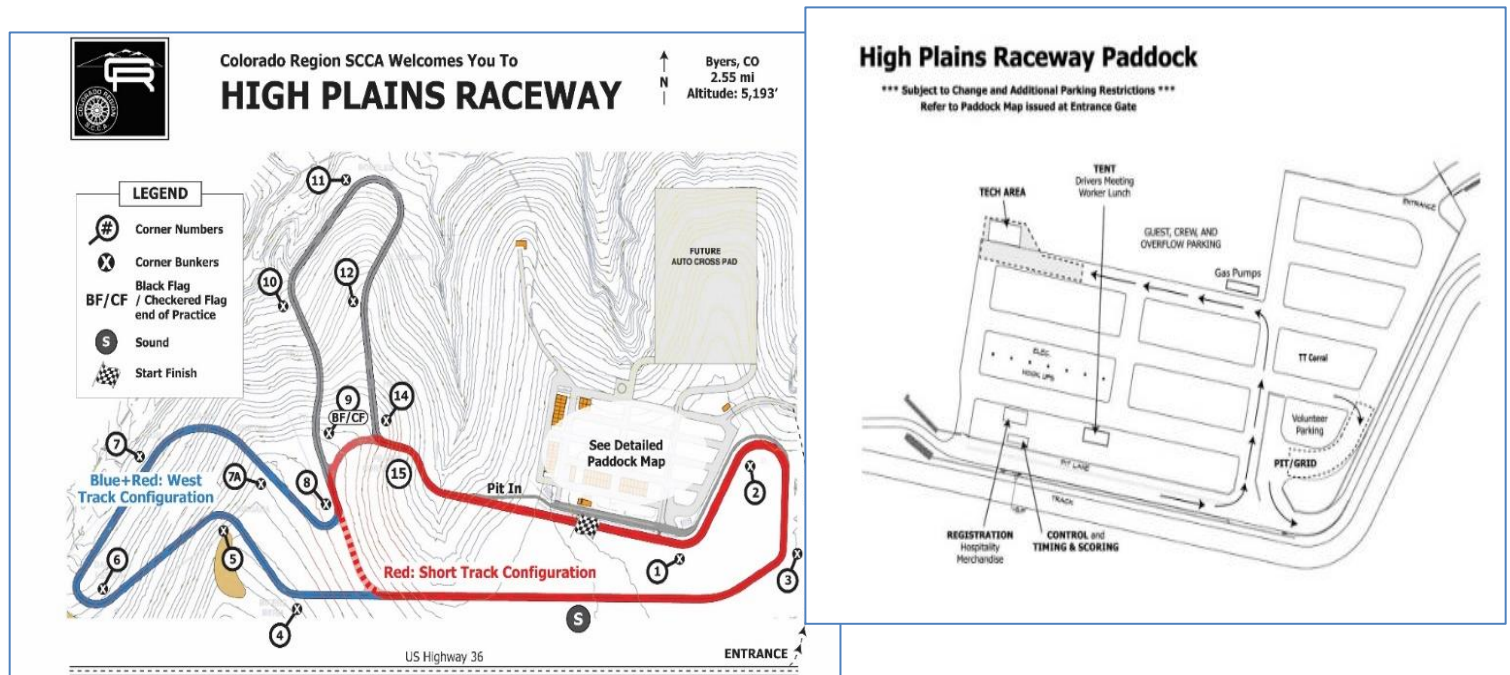 COLORADO REGION
S.C.C.A.
Colorado Region SCCA Welcomes You To
HIGH PLAINS RACEWAY
N
Byers, CO
2.55 mi
Altitude: 5,193’
LEGEND
# Corner Numbers
X Corner Bunkers
BF/CF Black Flag
/ Checkered Flag
end of Practice
S Sound
Start Finish
11
10
12
9
BF/CF
14
7
7A
8
15
Blue+Red: West
Track Configuration
6
5
4
Red: Short Track Configuration
Pit In
See Detailed
Paddock Map
FUTURE
AUTO CROSS PAD
1
2
3
S
US Highway 36
ENTRANCE
High Plains Raceway Paddock
*** Subject to Change and Additional Parking Restrictions ***
Refer to Paddock Map issued at Entrance Gate
TENT
Drivers Meeting
Worker Lunch
TECH AREA
GUEST, CREW, AND
OVERFLOW PARKING
ENTRANCE
Gas Pumps
ELEC.
HOOK UPS
TT Corral
Volunteer
Parking
PIT/GRID
PIT LANE
TRACK
REGISTRATION
Hospitality
Merchandise
CONTROL and
TIMING & SCORING